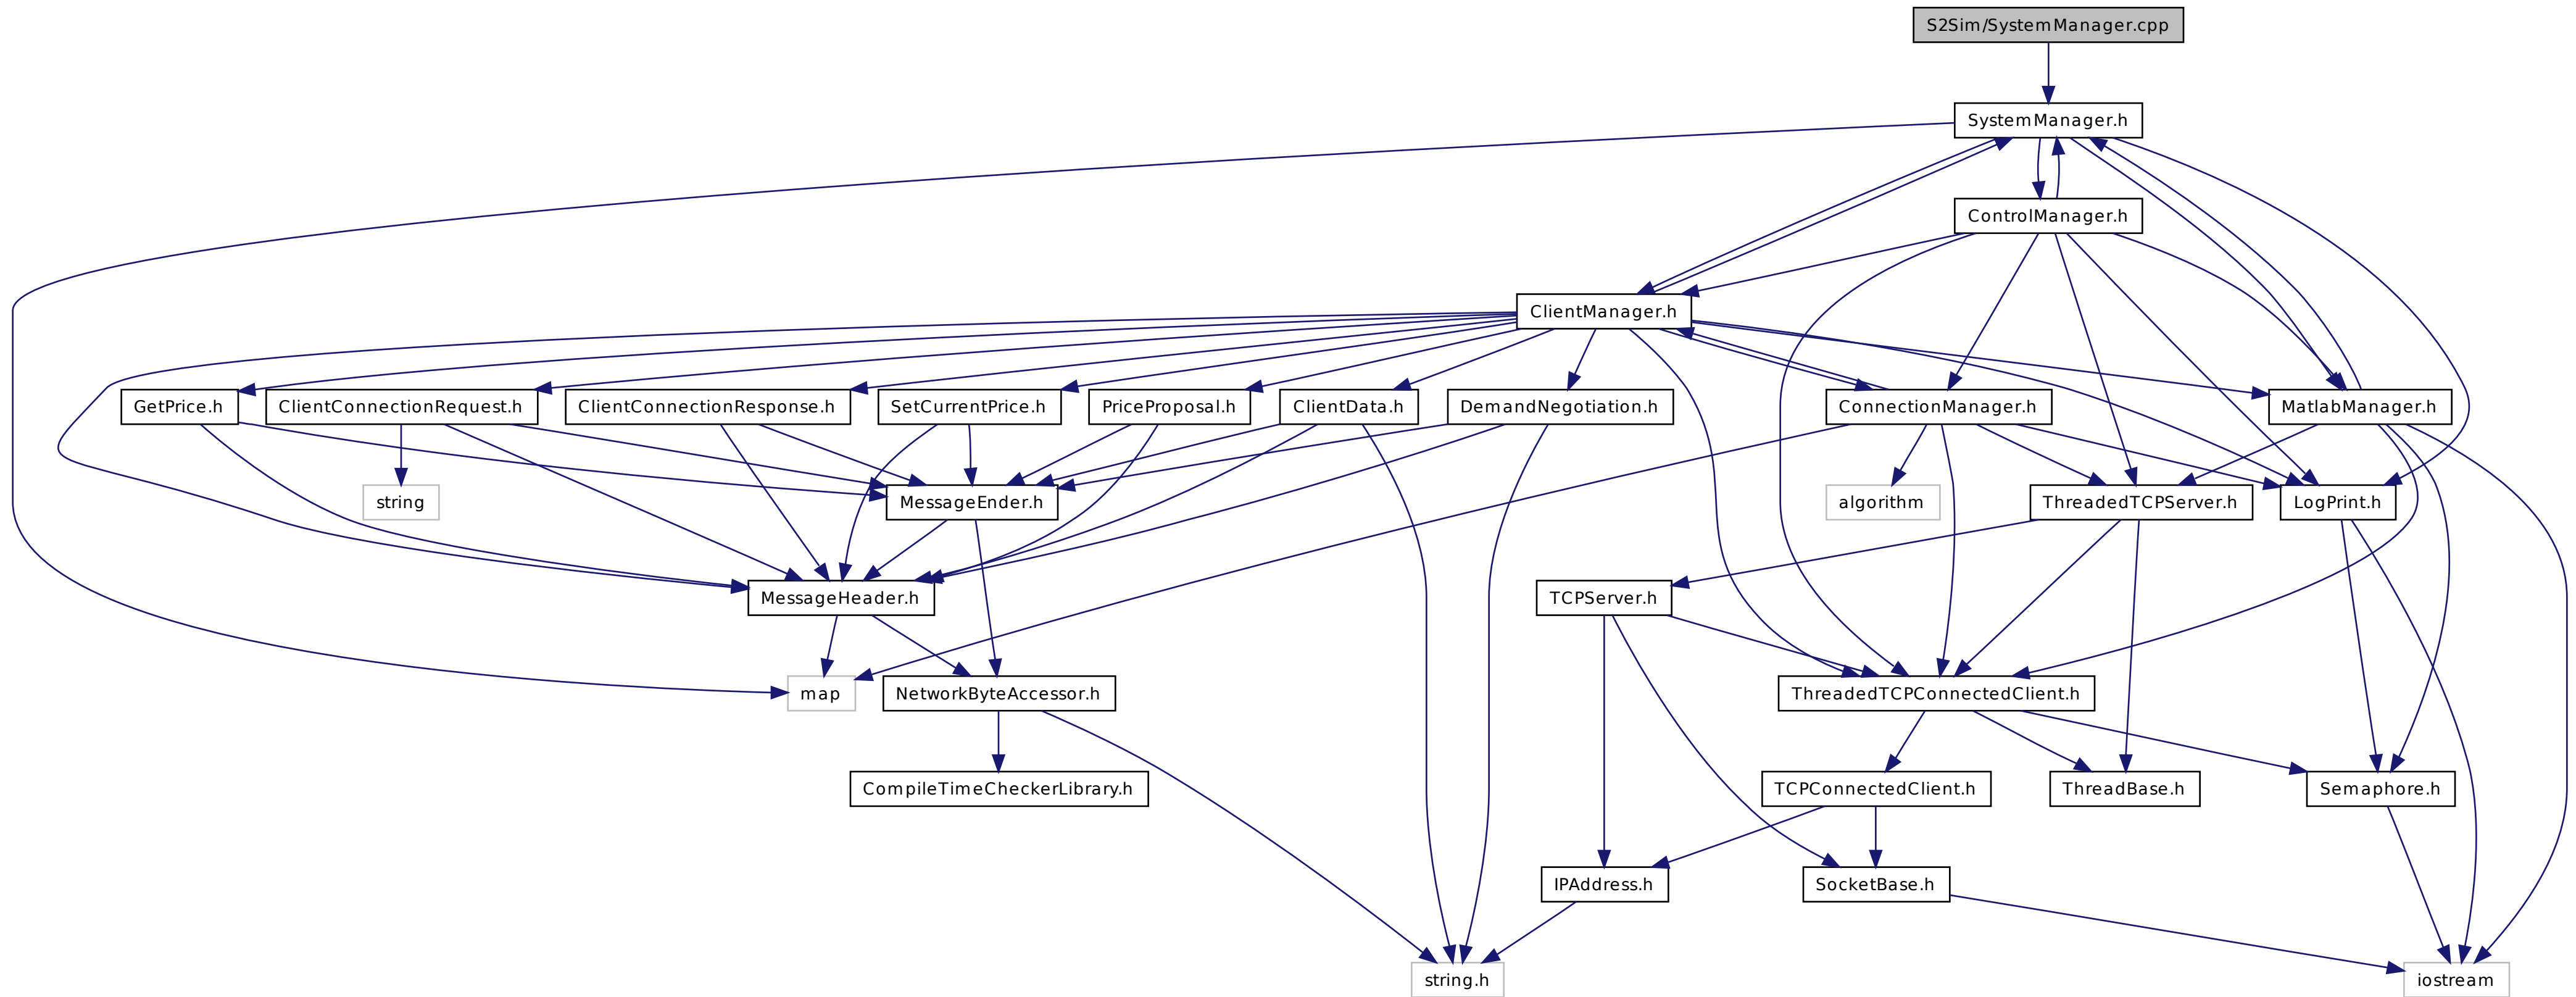 S2Sim/SystemManager.cpp
SystemManager.h
ControlManager.h
ClientManager.h
GetPrice.h
ClientConnectionRequest.h
ClientConnectionResponse.h
SetCurrentPrice.h
PriceProposal.h
ClientData.h
DemandNegotiation.h
ConnectionManager.h
MatlabManager.h
string
MessageEnder.h
algorithm
ThreadedTCPServer.h
LogPrint.h
MessageHeader.h
TCPServer.h
map
NetworkByteAccessor.h
ThreadedTCPConnectedClient.h
CompileTimeCheckerLibrary.h
TCPConnectedClient.h
ThreadBase.h
Semaphore.h
IPAddress.h
SocketBase.h
string.h
iostream